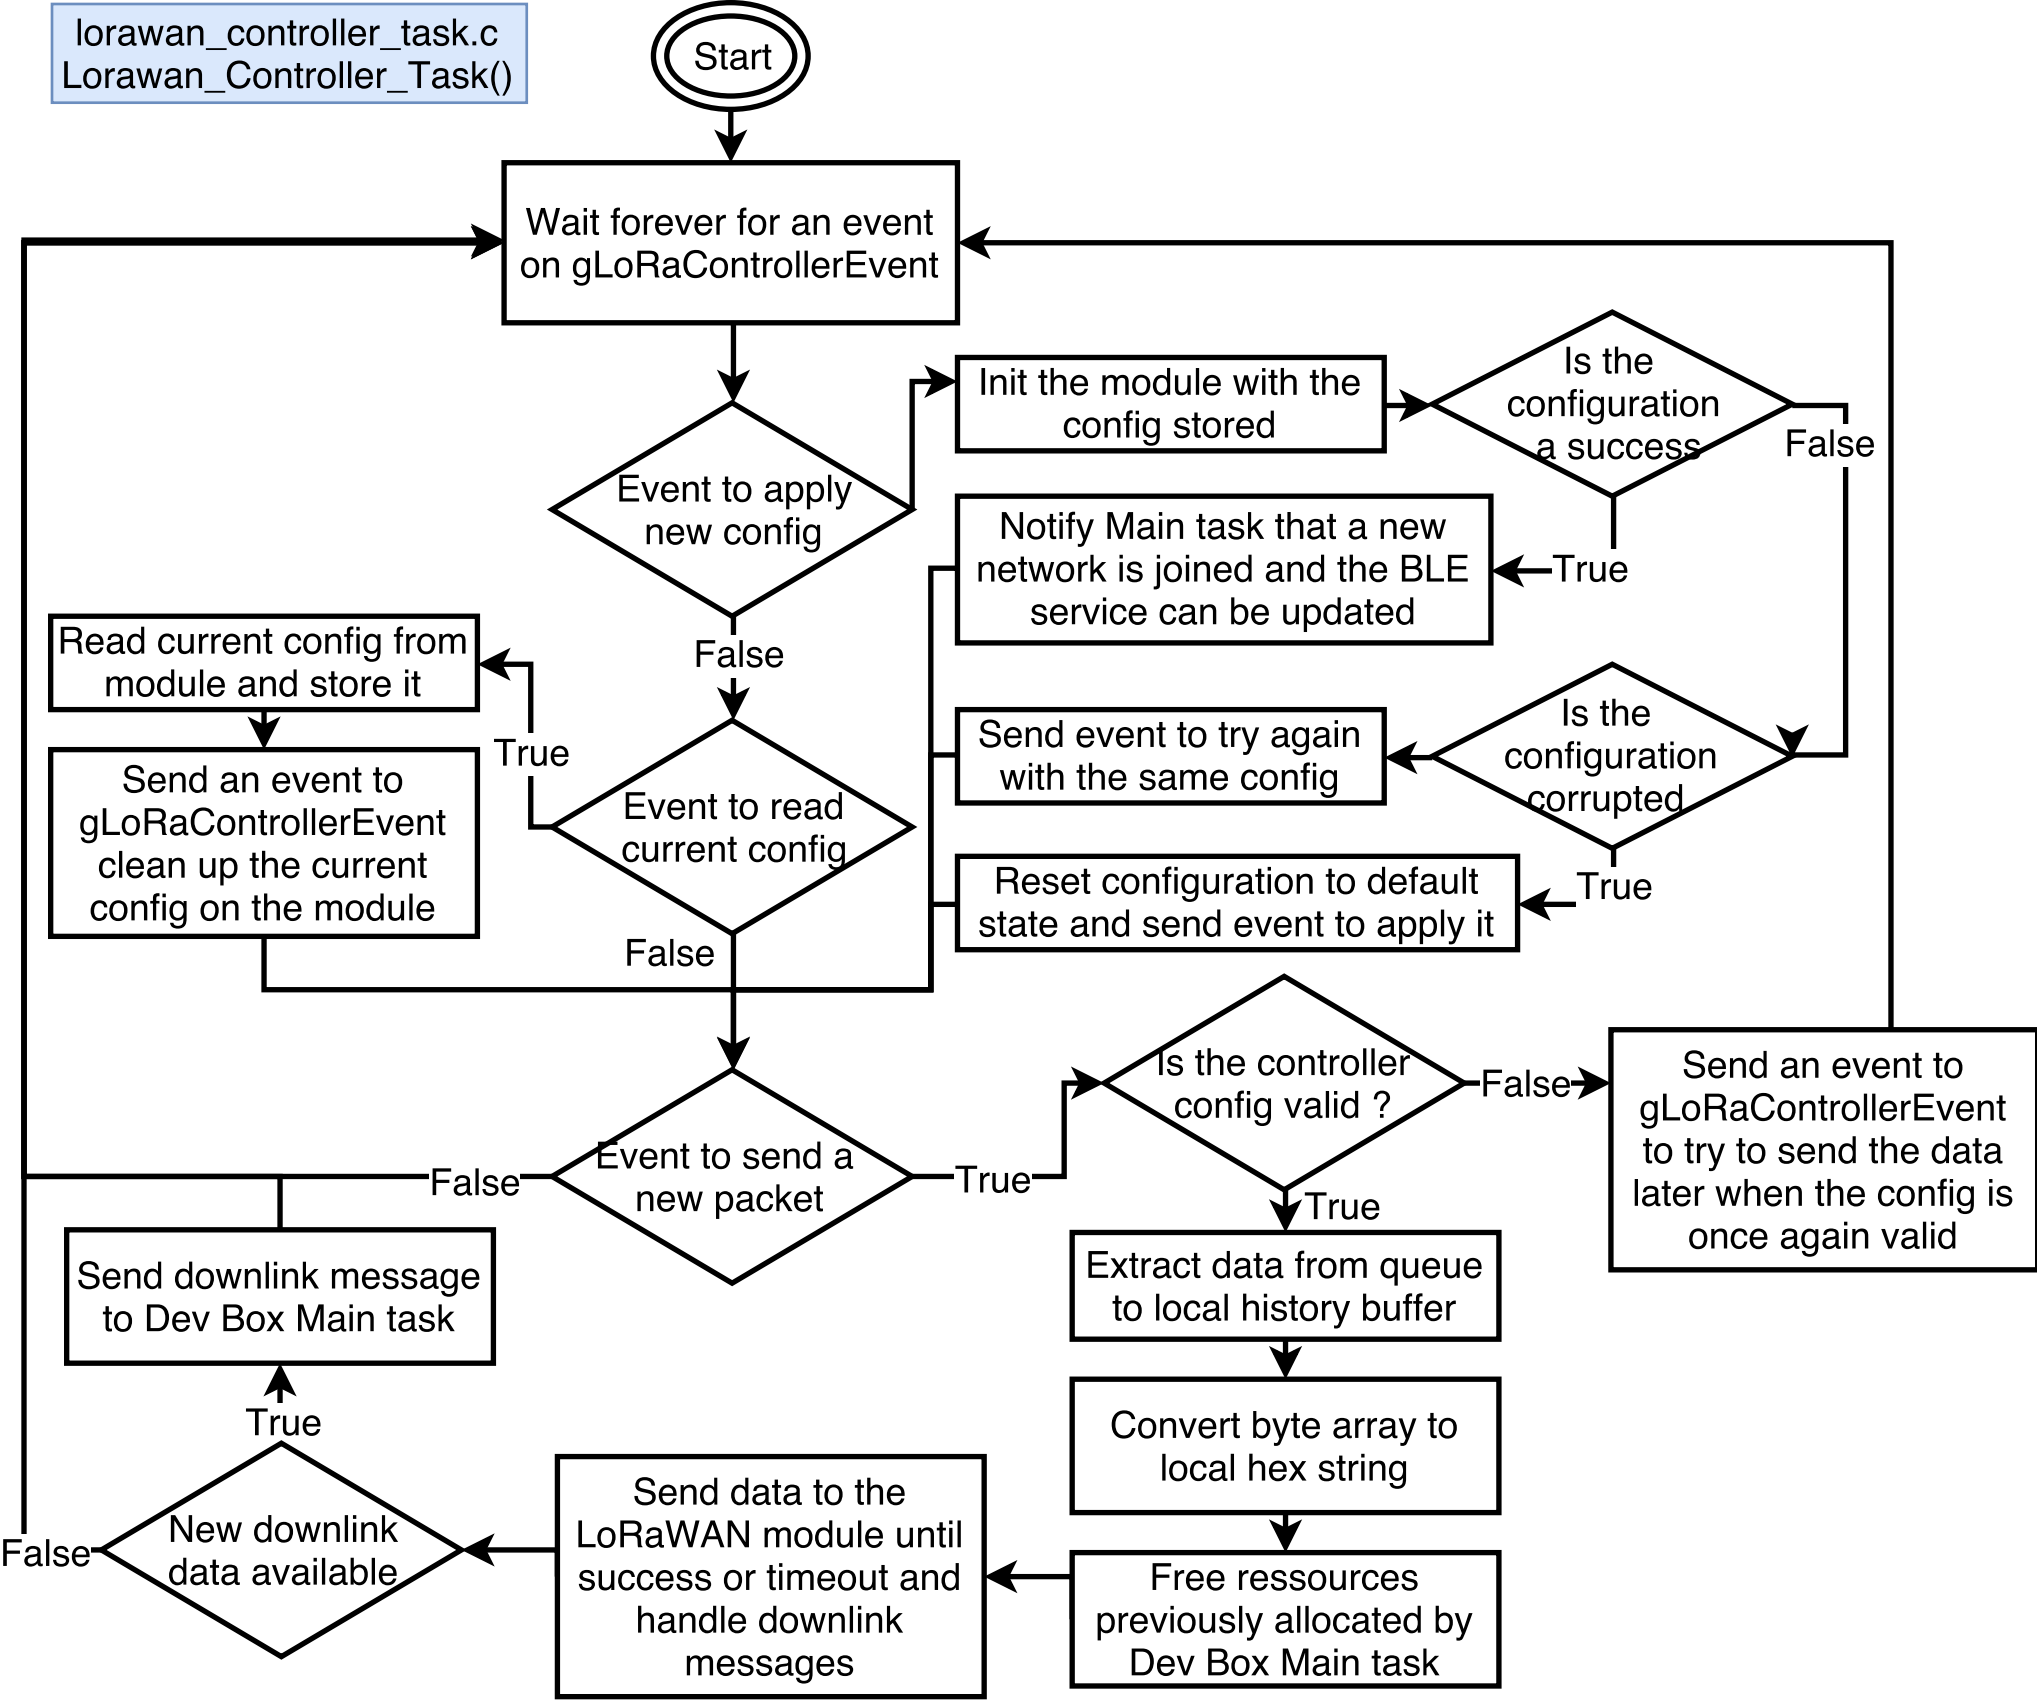 lorawan_controller_task.c
Lorawan_Controller_Task()
Start
Wait forever for an event
on gLoRaControllerEvent
Event to apply
new config
Init the module with the
config stored
Is the
configuration
a success
False
True
Notify Main task that a new
network is joined and the BLE
service can be updated
False
Read current config from
module and store it
True
Send an event to
gLoRaControllerEvent
clean up the current
config on the module
Event to read
current config
Send event to try again
with the same config
Is the
configuration
corrupted
True
Reset configuration to default
state and send event to apply it
False
Event to send a
new packet
False
True
Is the controller
config valid ?
False
Send an event to
gLoRaControllerEvent
to try to send the data
later when the config is
once again valid
True
Extract data from queue
to local history buffer
Convert byte array to
local hex string
Free ressources
previously allocated by
Dev Box Main task
Send data to the
LoRaWAN module until
success or timeout and
handle downlink
messages
New downlink
data available
False
True
Send downlink message
to Dev Box Main task